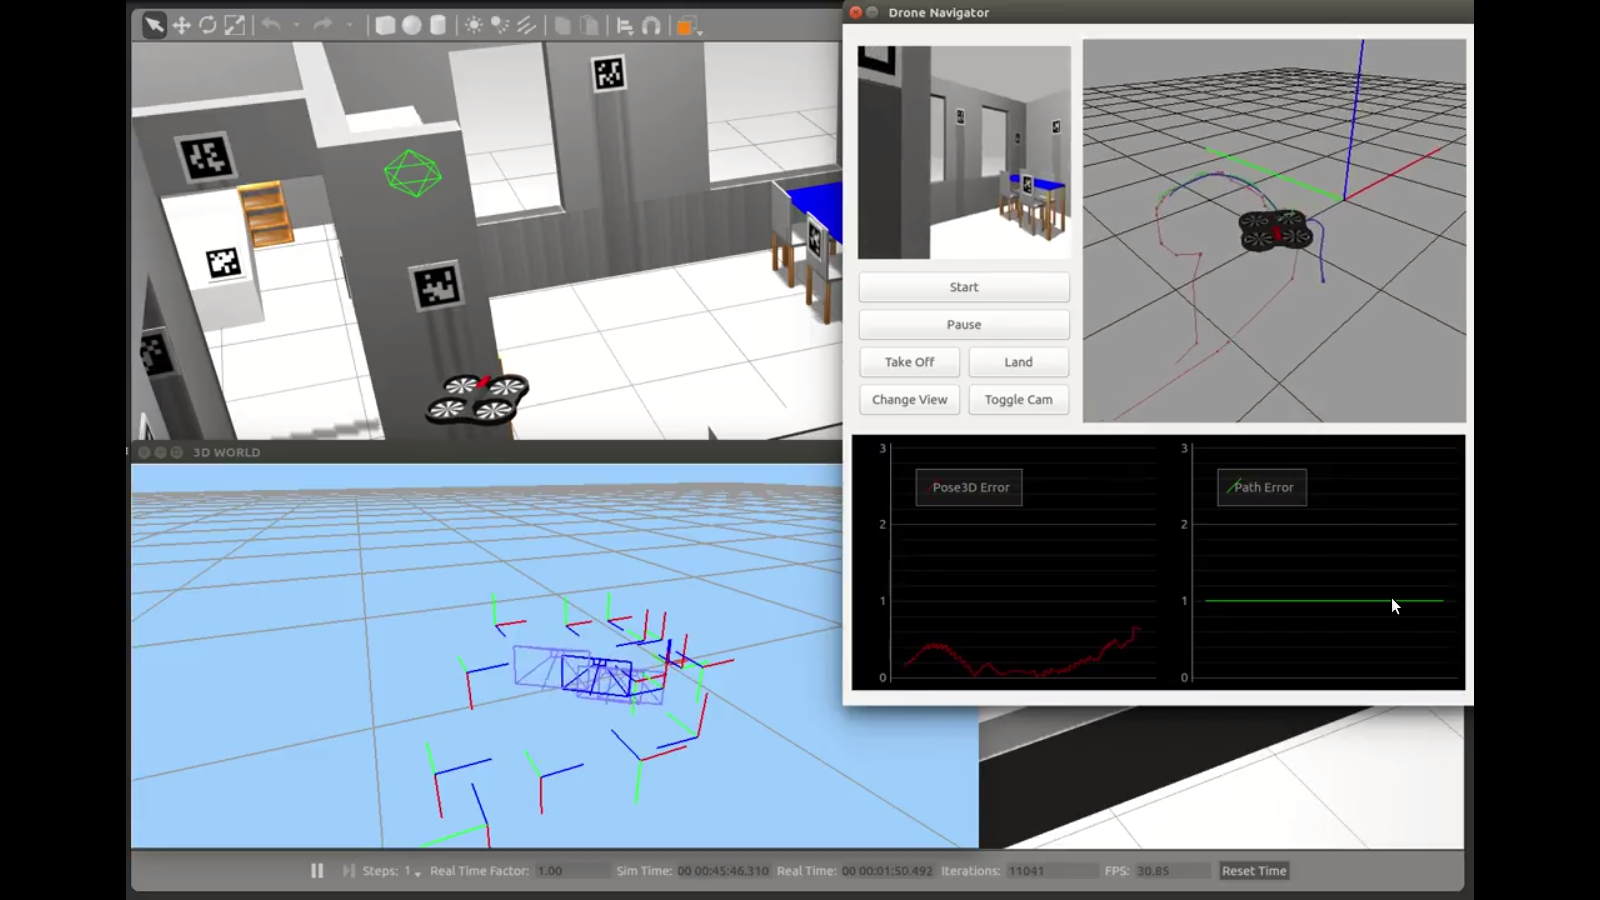 Drone Navigator
Start
Pause
Take Off
Land
Change View
Toggle Cam
3D WORLD
3
2
1
0
Pose3D Error
3
2
1
0
Path Error
Steps: 1
Real Time Factor: 1.00
Sim Time: 00 00:45:46.310
Real Time: 00 00:01:50.492
Iterations: 11041
FPS: 30.85
Reset Time